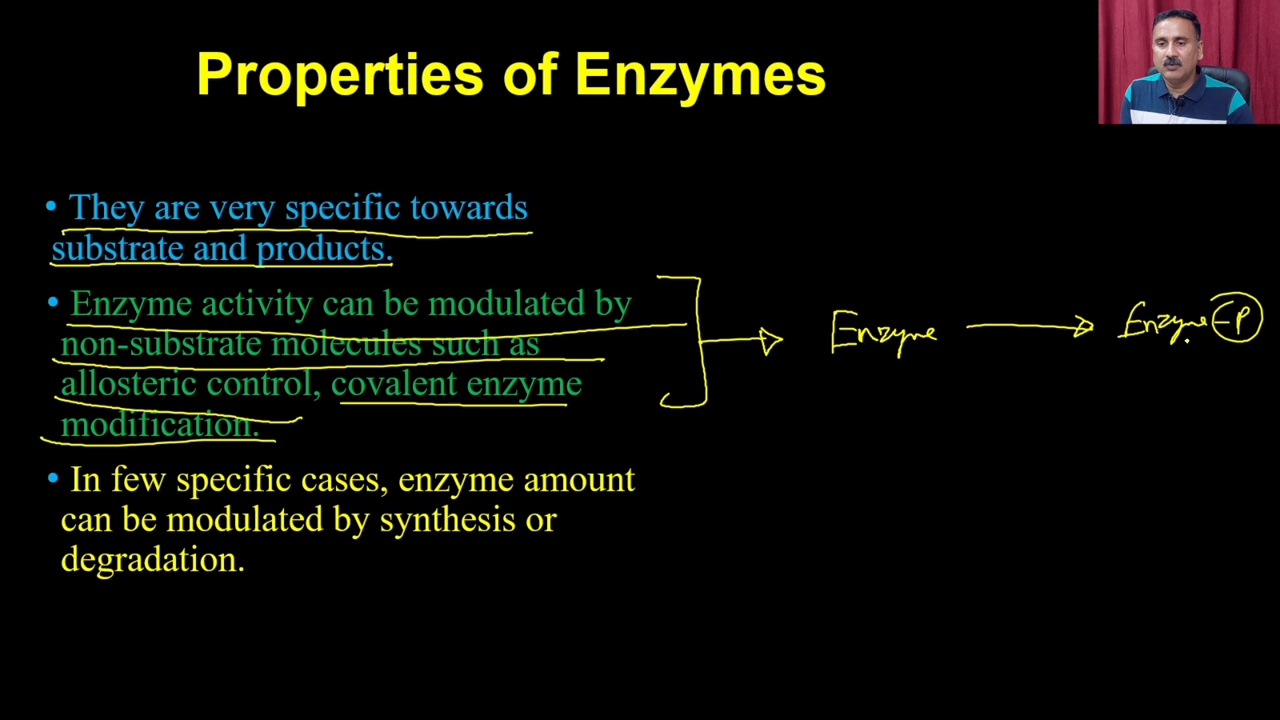 Properties of Enzymes
• They are very specific towards
substrate and products.
• Enzyme activity can be modulated by
non-substrate molecules such as
allosteric control, covalent enzyme
modification.
Enzyme
Enzyme-P
• In few specific cases, enzyme amount
can be modulated by synthesis or
degradation.